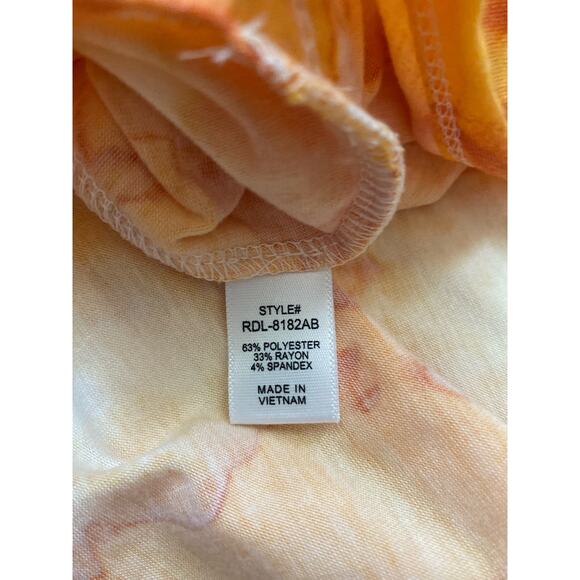 STYLE#
RDL-8182AB
63% POLYESTER
33% RAYON
4% SPANDEX
MADE IN
VIETNAM